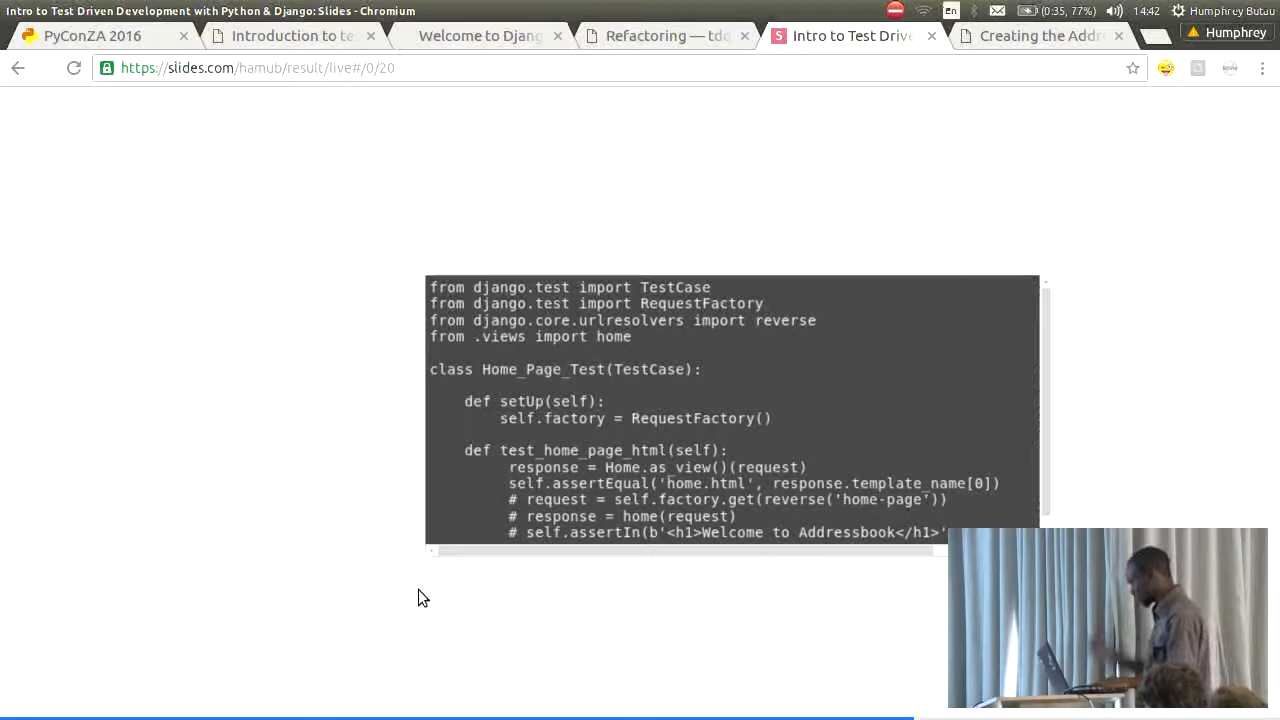 Intro to Test Driven Development with Python & Django: Slides - Chromium
En
(0:35, 77%)
14:42
Humphrey Butau
PyConZA 2016
Introduction to te
Welcome to Djang
Refactoring — tdd
Intro to Test Drive
Creating the Addr
Humphrey
https://slides.com/hamub/result/live#/0/20
from django.test import TestCase
from django.test import RequestFactory
from django.core.urlresolvers import reverse
from .views import home
class Home_Page_Test(TestCase):
def setUp(self):
self.factory = RequestFactory()
def test_home_page_html(self):
response = Home.as_view()(request)
self.assertEqual('home.html', response.template_name[0])
# request = self.factory.get(reverse('home-page'))
# response = home(request)
# self.assertIn(b'<h1>Welcome to Addressbook</h1>'